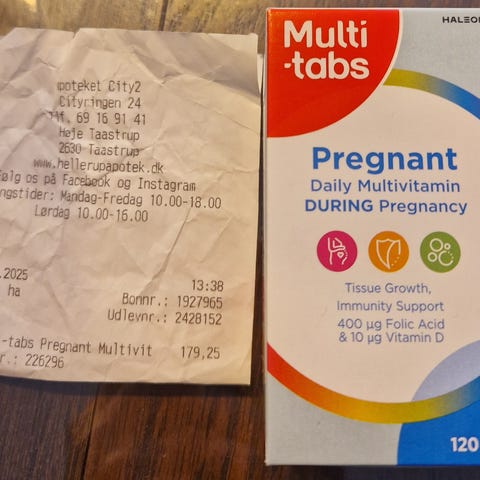 poteket City2
Cityringen 24
Tlf. 69 16 91 41
Høje Taastrup
2630 Taastrup
www.hellerupapotek.dk
Følg os på Facebook og Instagram
ngstider: Mandag-Fredag 10.00-18.00
Lørdag 10.00-16.00
.2025 13:38
ha Bonnr.: 1927965
Udlevnr.: 2428152
-tabs Pregnant Multivit 179,25
nr.: 226296
Multi
-tabs
HALEON
Pregnant
Daily Multivitamin
DURING Pregnancy
Tissue Growth,
Immunity Support
400 µg Folic Acid
& 10 µg Vitamin D
120